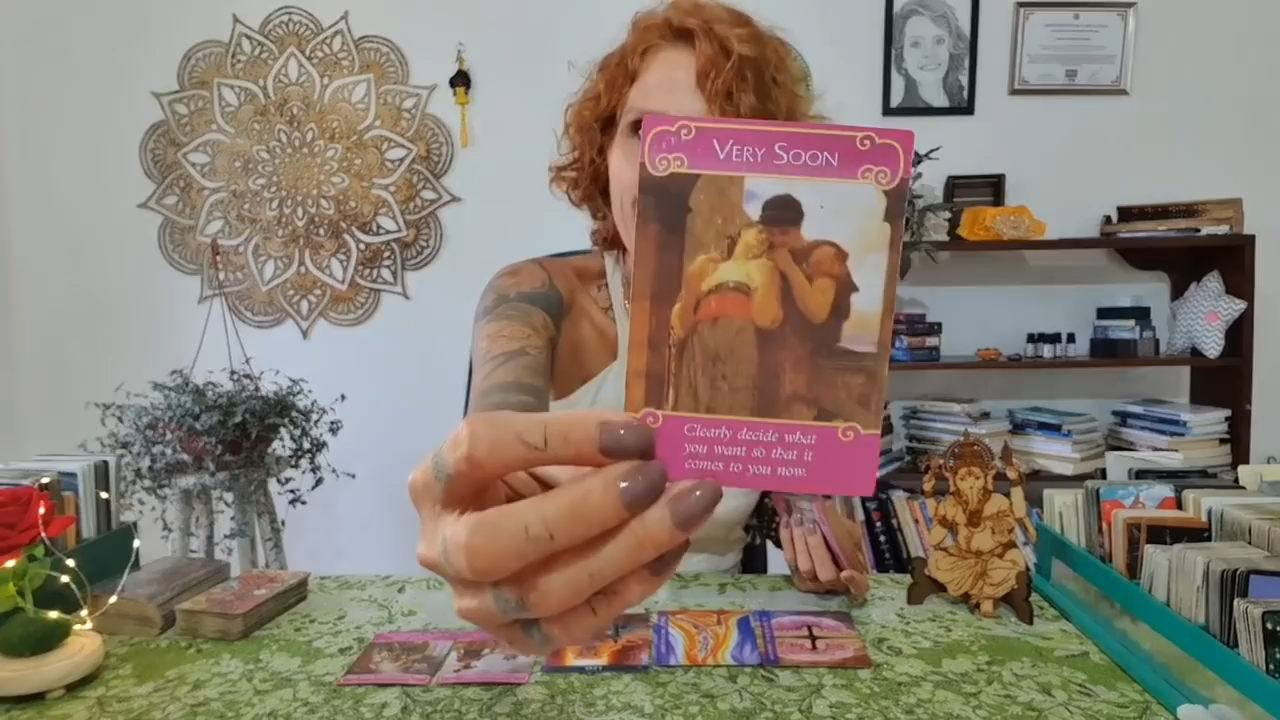 VERY SOON
Clearly decide what
you want so that it
comes to you now.